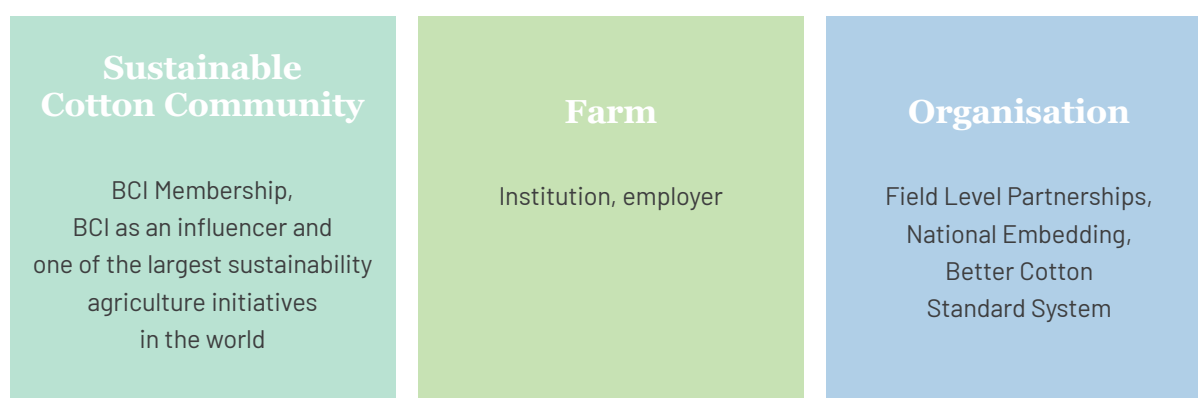 Sustainable
Cotton Community
BCI Membership,
BCI as an influencer and
one of the largest sustainability
agriculture initiatives
in the world
Farm
Institution, employer
Organisation
Field Level Partnerships,
National Embedding,
Better Cotton
Standard System